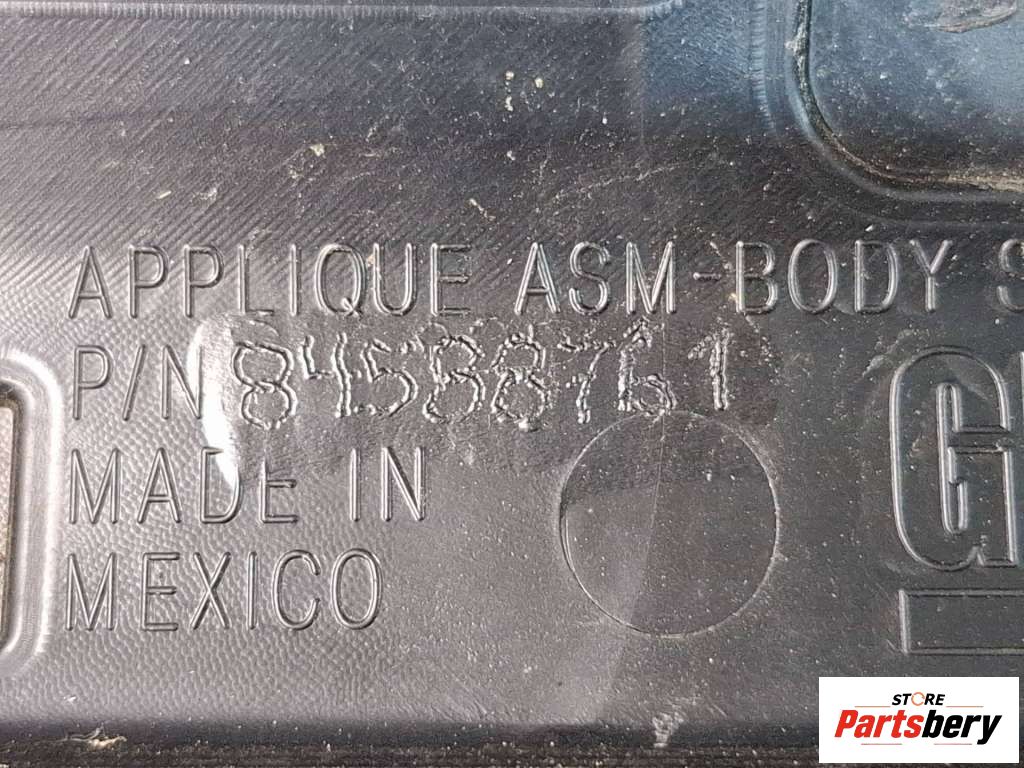 APPLIQUE ASM-BODY S
P/N 84588761
MADE IN
MEXICO
STORE
Partsbery